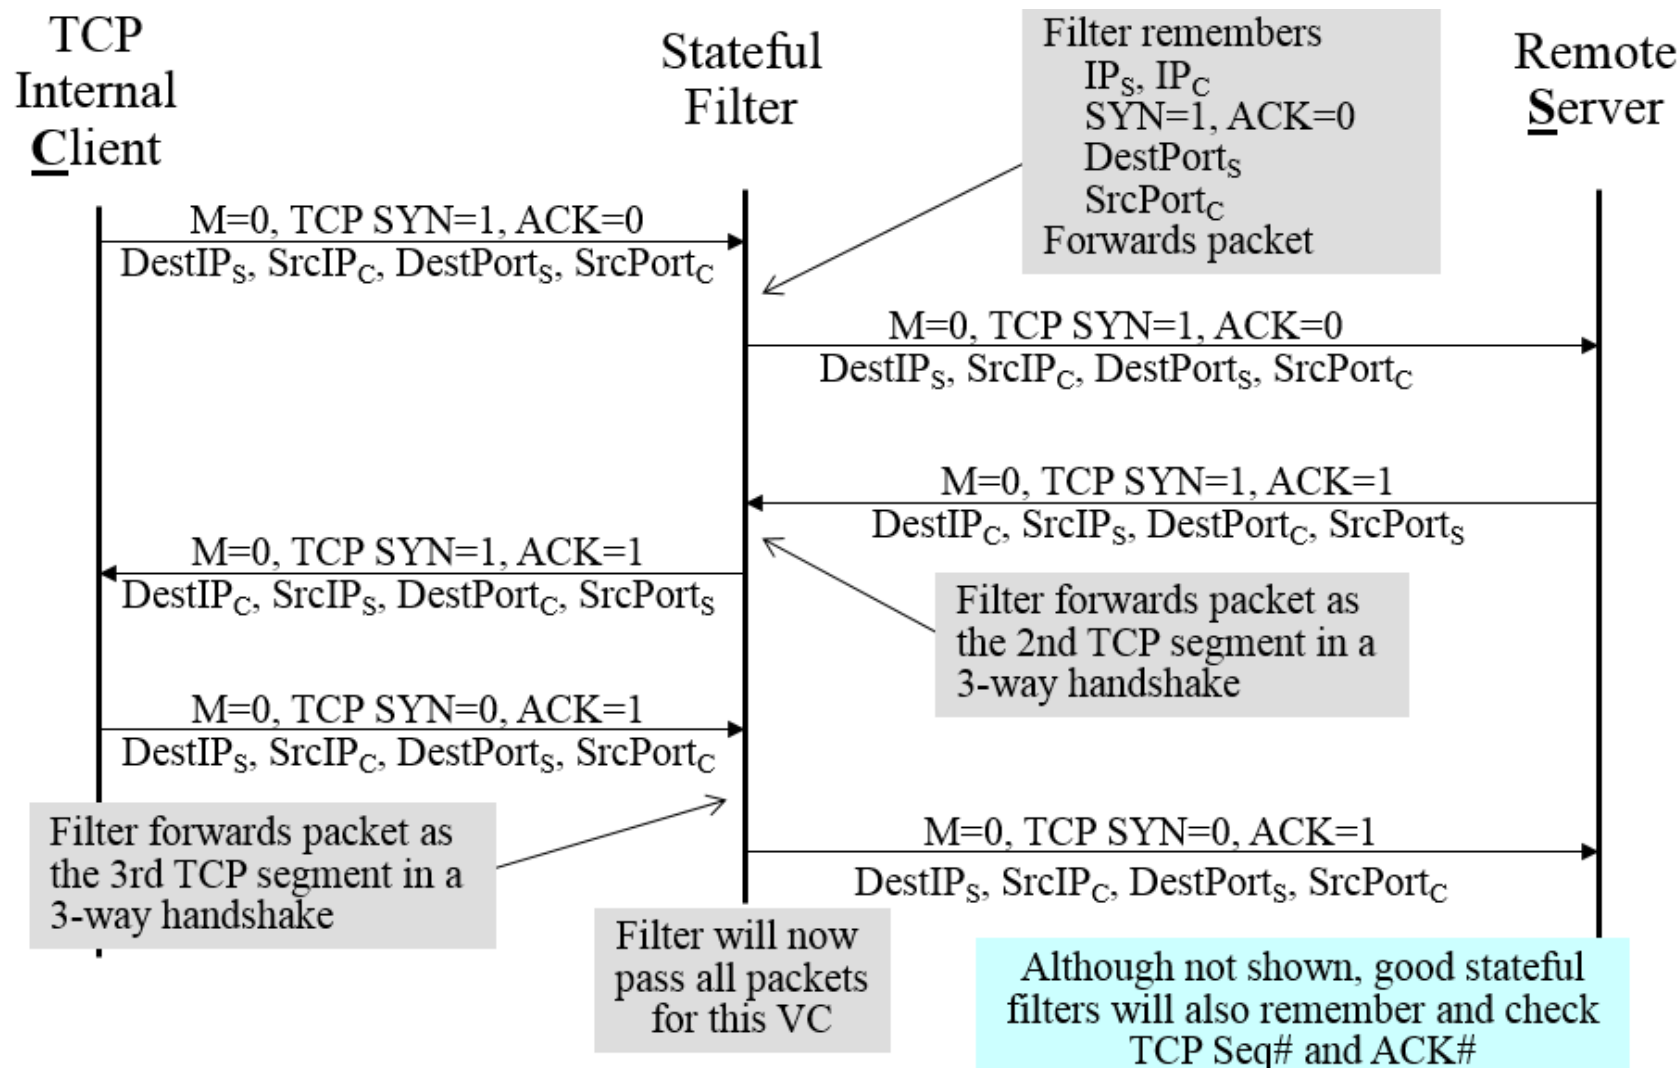 TCP
Internal
Client
Stateful
Filter
Filter remembers
IPS, IPC
SYN=1, ACK=0
DestPortS
SrcPortC
Forwards packet
Remote
Server
M=0, TCP SYN=1, ACK=0
DestIPS, SrcIPC, DestPortS, SrcPortC
M=0, TCP SYN=1, ACK=0
DestIPS, SrcIPC, DestPortS, SrcPortC
M=0, TCP SYN=1, ACK=1
DestIPC, SrcIPS, DestPortC, SrcPortS
M=0, TCP SYN=1, ACK=1
DestIPC, SrcIPS, DestPortC, SrcPortS
Filter forwards packet as
the 2nd TCP segment in a
3-way handshake
M=0, TCP SYN=0, ACK=1
DestIPS, SrcIPC, DestPortS, SrcPortC
Filter forwards packet as
the 3rd TCP segment in a
3-way handshake
M=0, TCP SYN=0, ACK=1
DestIPS, SrcIPC, DestPortS, SrcPortC
Filter will now
pass all packets
for this VC
Although not shown, good stateful
filters will also remember and check
TCP Seq# and ACK#